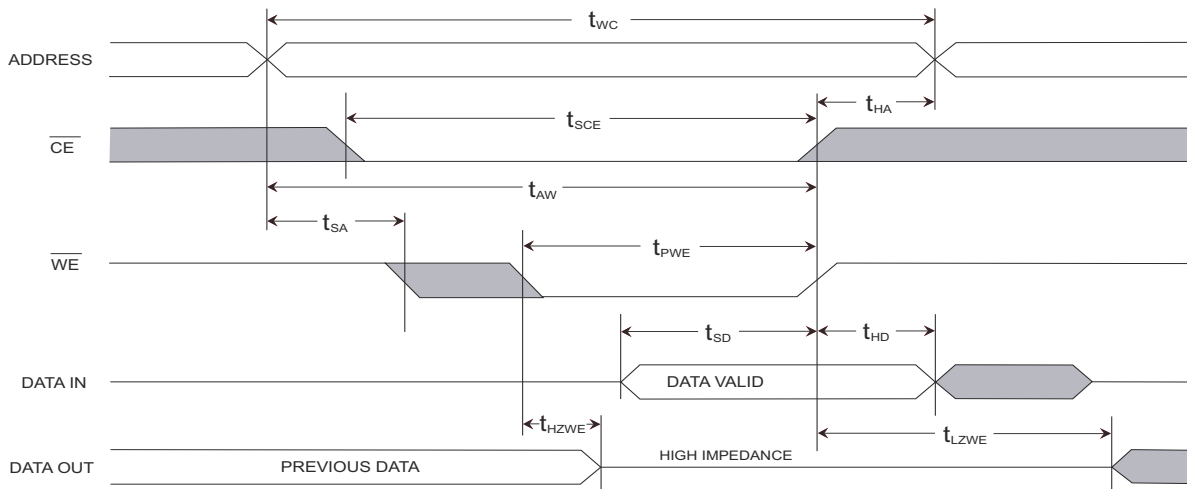 tWC
ADDRESS
tHA
tSCE
CE
tAW
tSA
tPWE
WE
tSD
tHD
DATA IN
DATA VALID
tHZWE
tLZWE
DATA OUT
PREVIOUS DATA
HIGH IMPEDANCE